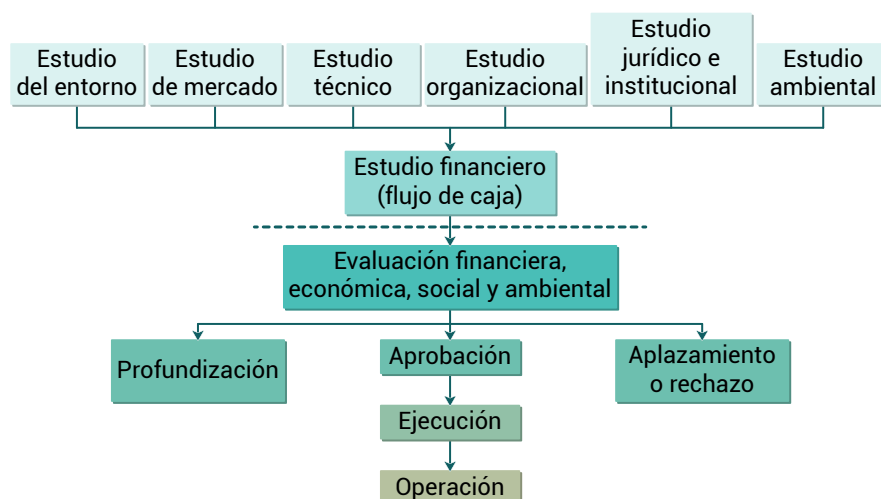 Estudio
del entorno
Estudio
de mercado
Estudio
técnico
Estudio
organizacional
Estudio
jurídico e
institucional
Estudio
ambiental
Estudio financiero
(flujo de caja)
Evaluación financiera,
económica, social y ambiental
Profundización
Aprobación
Aplazamiento
o rechazo
Ejecución
Operación